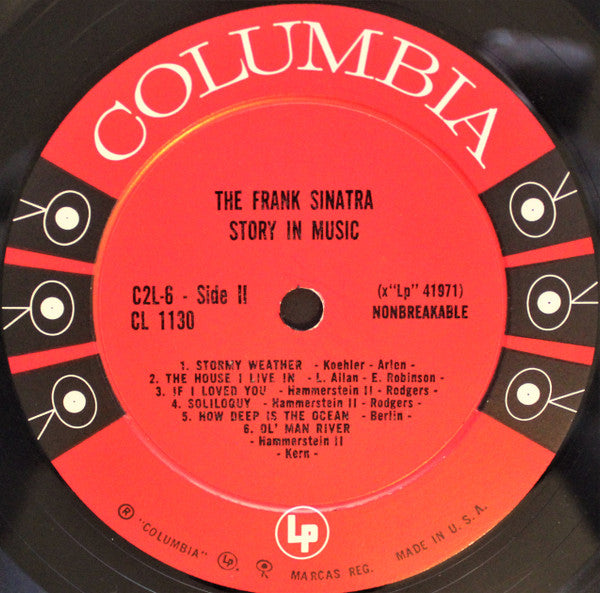 COLUMBIA
THE FRANK SINATRA
STORY IN MUSIC
C2L-6 - Side II
CL 1130
(x"Lp" 41971)
NONBREAKABLE
1. STORMY WEATHER - Koehler - Arlen -
2. THE HOUSE I LIVE IN - L. Allan - E. Robinson -
3. IF I LOVED YOU - Hammerstein II - Rodgers -
4. SOLILOQUY - Hammerstein II - Rodgers -
5. HOW DEEP IS THE OCEAN - Berlin -
6. OL' MAN RIVER
- Hammerstein II
- Kern -
Lp
® "COLUMBIA" Lp. MARCAS REG. MADE IN U. S. A.